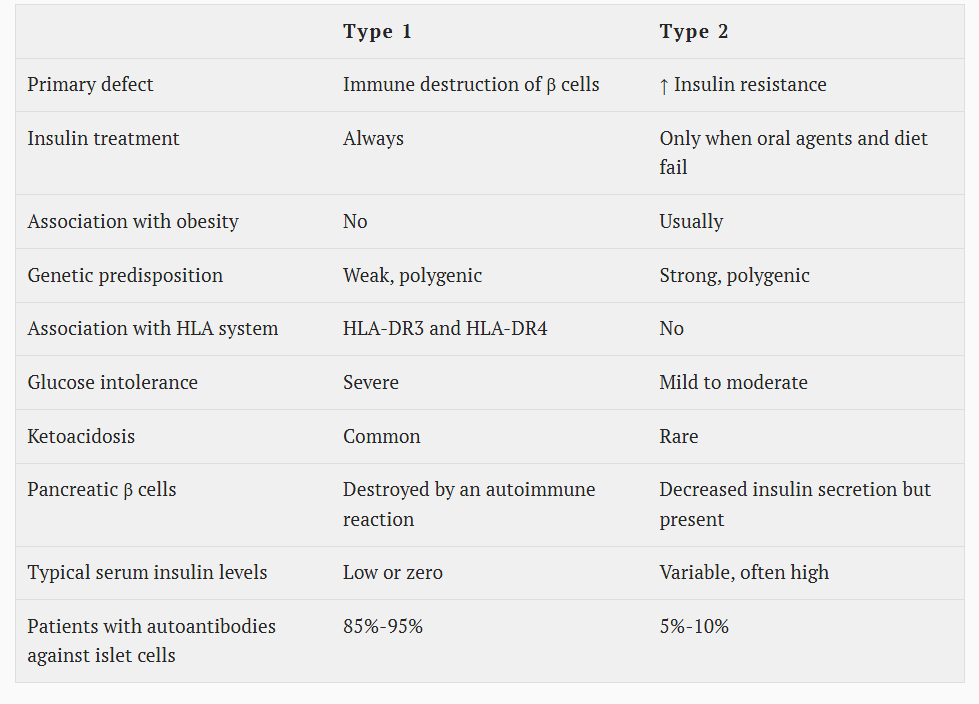 Type 1 Type 2
Primary defect Immune destruction of β cells ↑ Insulin resistance
Insulin treatment Always Only when oral agents and diet
fail
Association with obesity No Usually
Genetic predisposition Weak, polygenic Strong, polygenic
Association with HLA system HLA-DR3 and HLA-DR4 No
Glucose intolerance Severe Mild to moderate
Ketoacidosis Common Rare
Pancreatic β cells Destroyed by an autoimmune Decreased insulin secretion but
reaction present
Typical serum insulin levels Low or zero Variable, often high
Patients with autoantibodies 85%-95% 5%-10%
against islet cells